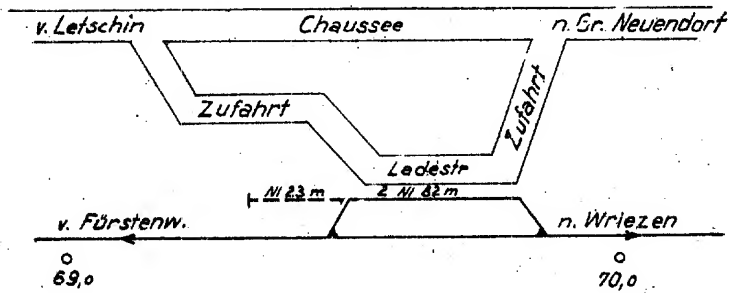 v. Letschin Chaussee n. Gr. Neuendorf
Zufahrt
Zufahrt
Ladestr
Nl 23 m 2 Nl 82 m
v. Fürstenw. n. Wriezen
69,0 70,0